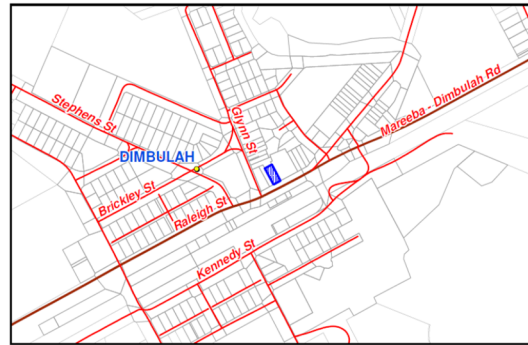 Stephens St
Glynn St
Mareeba - Dimbulah Rd
DIMBULAH
Brickley St
Raleigh St
Kennedy St